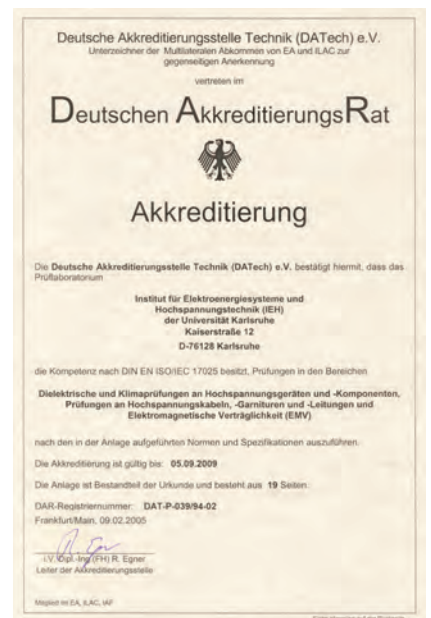 Deutsche Akkreditierungsstelle Technik (DATech) e.V.
Unterzeichner der Multilateralen Abkommen von EA und ILAC zur
gegenseitigen Anerkennung
vertreten im
Deutschen AkkreditierungsRat
Akkreditierung
Die Deutsche Akkreditierungsstelle Technik (DATech) e.V. bestätigt hiermit, dass das
Prüflaboratorium
Institut für Elektroenergiesysteme und
Hochspannungstechnik (IEH)
der Universität Karlsruhe
Kaiserstraße 12
D-76128 Karlsruhe
die Kompetenz nach DIN EN ISO/IEC 17025 besitzt, Prüfungen in den Bereichen
Dielektrische und Klimaprüfungen an Hochspannungsgeräten und -Komponenten,
Prüfungen an Hochspannungskabeln, -Garnituren und -Leitungen und
Elektromagnetische Verträglichkeit (EMV)
nach den in der Anlage aufgeführten Normen und Spezifikationen auszuführen.
Die Akkreditierung ist gültig bis: 05.09.2009
Die Anlage ist Bestandteil der Urkunde und besteht aus 19 Seiten.
DAR-Registriernummer: DAT-P-039/94-02
Frankfurt/Main, 09.02.2005
i.V. Dipl.-Ing.(FH) R. Egner
Leiter der Akkreditierungsstelle
Mitglied in EA, ILAC, IAF